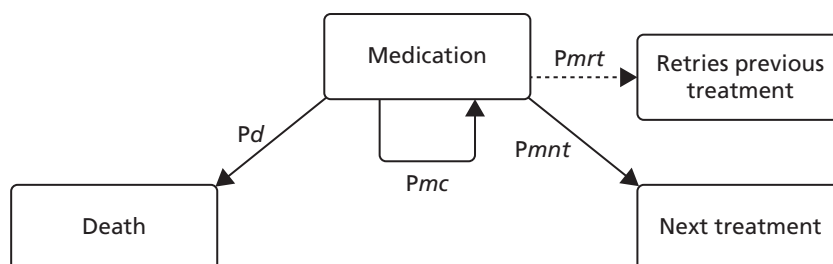 Medication
Pmrt
Retries previous
treatment
Pd
Pmc
Pmnt
Death
Next treatment